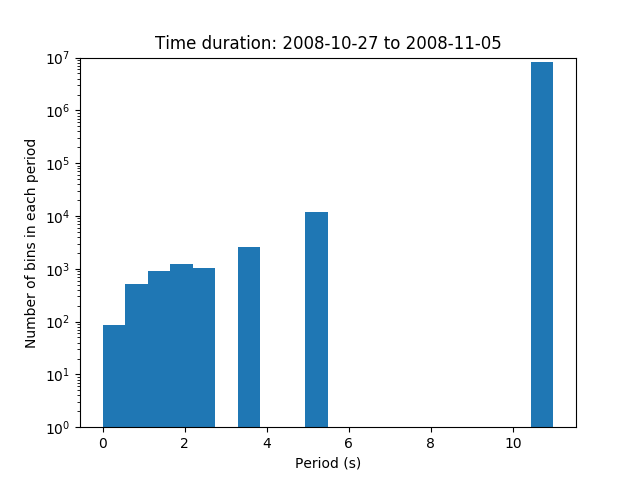 Time duration: 2008-10-27 to 2008-11-05
10^7
10^6
10^5
10^4
10^3
10^2
10^1
10^0
Number of bins in each period
0 2 4 6 8 10
Period (s)